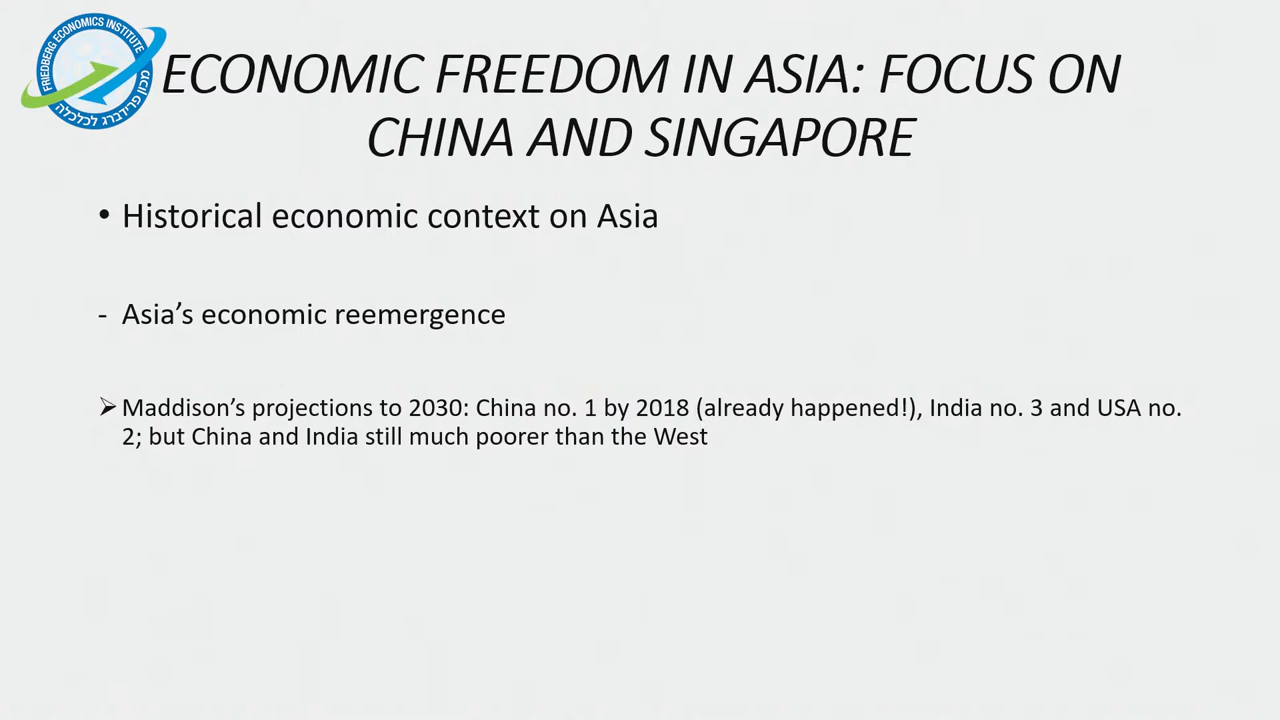 FRIEDBERG ECONOMICS INSTITUTE
מכון פרידברג לכלכלה
ECONOMIC FREEDOM IN ASIA: FOCUS ON
CHINA AND SINGAPORE
• Historical economic context on Asia
- Asia’s economic reemergence
➢ Maddison’s projections to 2030: China no. 1 by 2018 (already happened!), India no. 3 and USA no.
2; but China and India still much poorer than the West